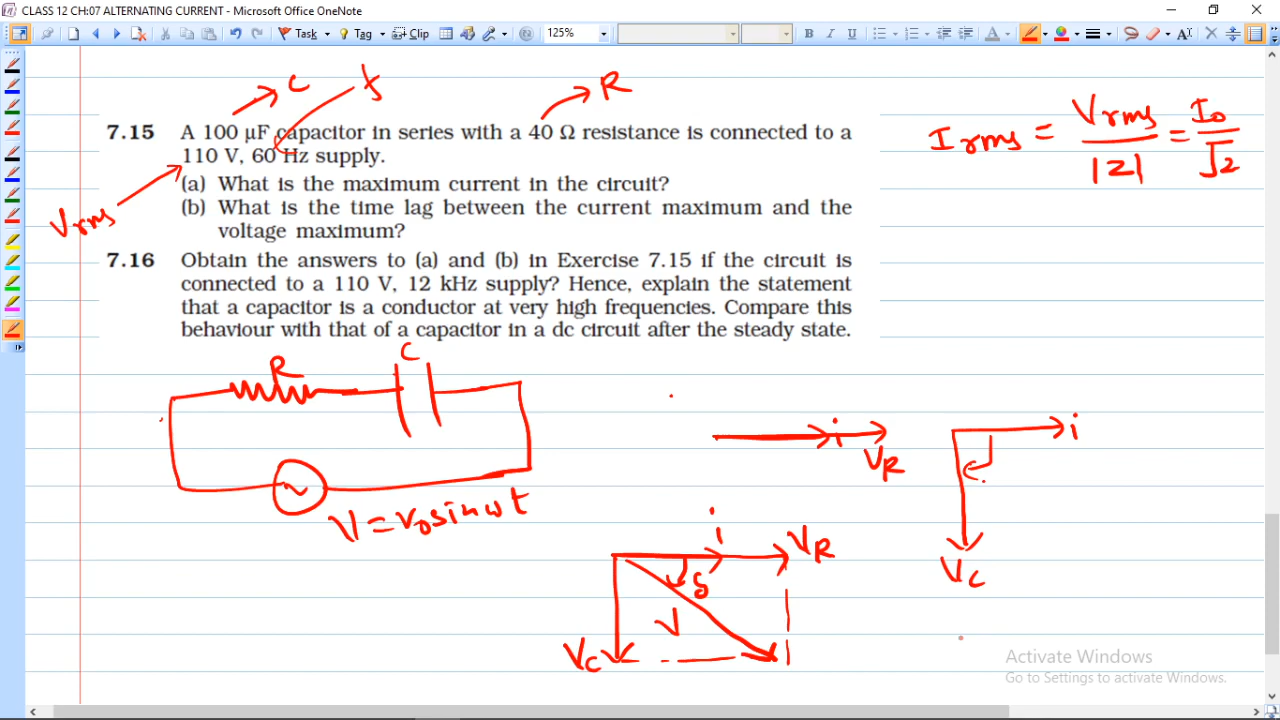 CLASS 12 CH:07 ALTERNATING CURRENT - Microsoft Office OneNote
Task Tag Clip 125% B I U A
C f R
7.15 A 100 μF capacitor in series with a 40 Ω resistance is connected to a
110 V, 60 Hz supply.
(a) What is the maximum current in the circuit?
(b) What is the time lag between the current maximum and the
voltage maximum?
Vrms
Irms = Vrms/|Z| = I0/√2
7.16 Obtain the answers to (a) and (b) in Exercise 7.15 if the circuit is
connected to a 110 V, 12 kHz supply? Hence, explain the statement
that a capacitor is a conductor at very high frequencies. Compare this
behaviour with that of a capacitor in a dc circuit after the steady state.
R C
V = V0 sin ωt
i VR
i
VC
i VR
δ
V
VC
Activate Windows
Go to Settings to activate Windows.